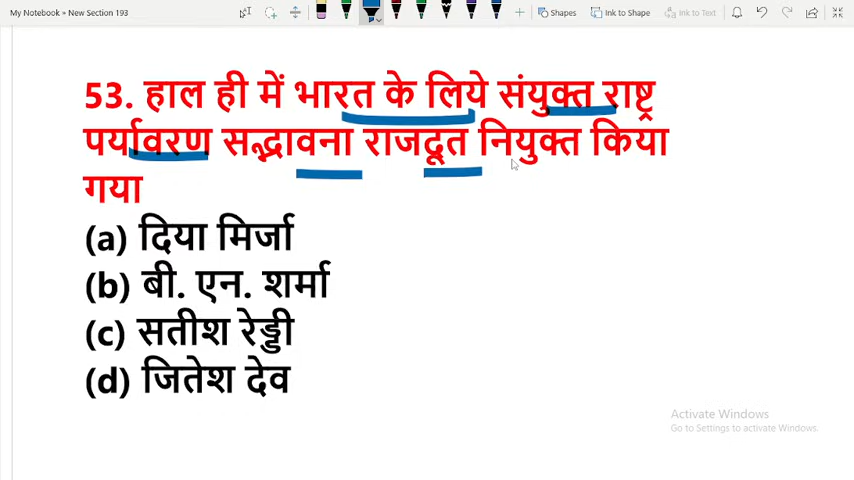 My Notebook » New Section 193
Shapes
Ink to Shape
Ink to Text
53. हाल ही में भारत के लिये संयुक्त राष्ट्र
पर्यावरण सद्भावना राजदूत नियुक्त किया
गया
(a) दिया मिर्जा
(b) बी. एन. शर्मा
(c) सतीश रेड्डी
(d) जितेश देव
Activate Windows
Go to Settings to activate Windows.